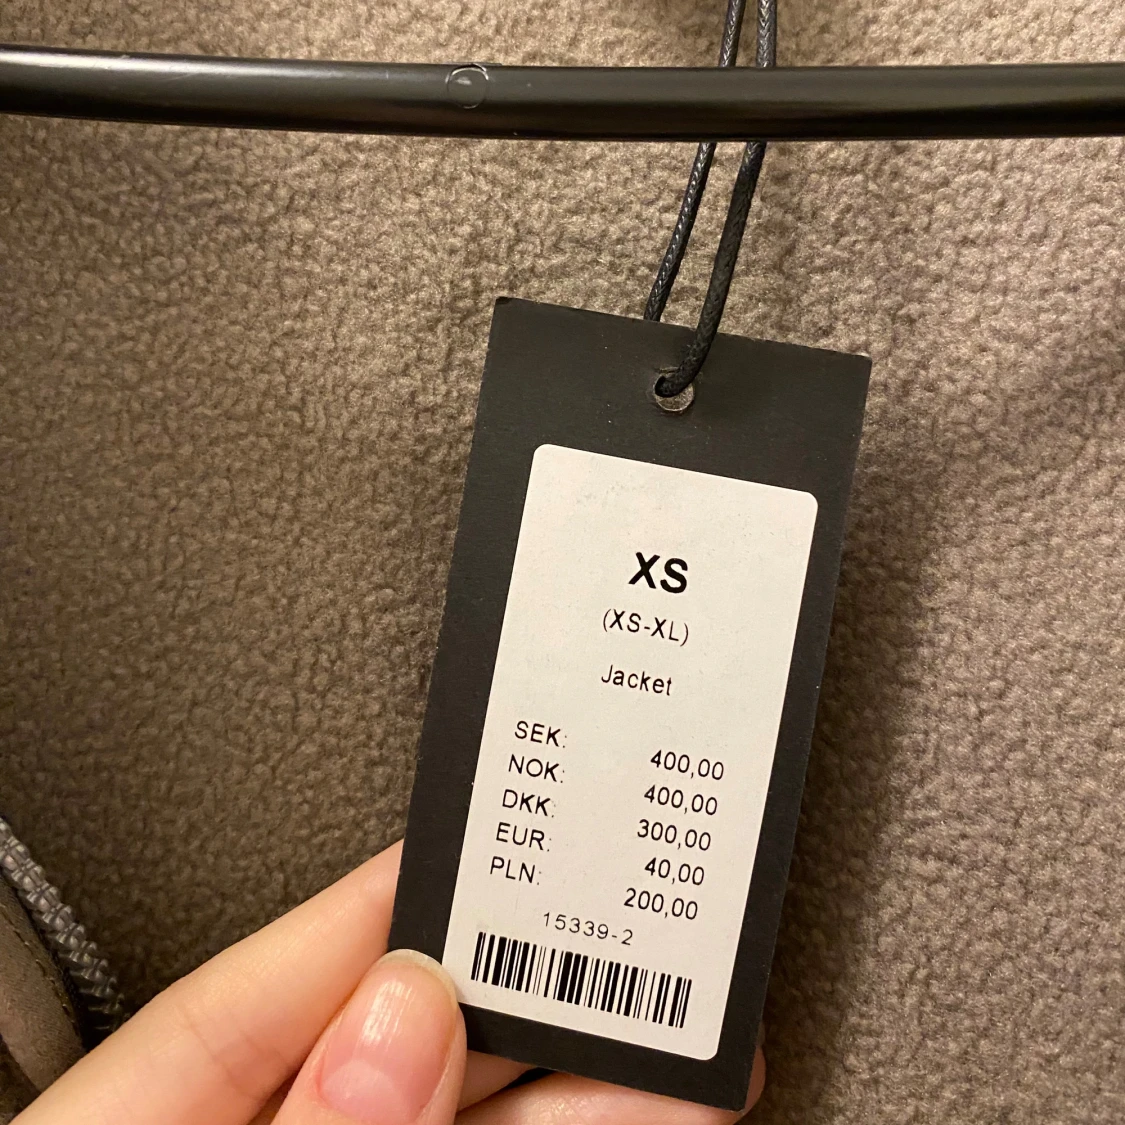 XS
(XS-XL)
Jacket
SEK: 400,00
NOK: 400,00
DKK: 300,00
EUR: 40,00
PLN: 200,00
15339-2